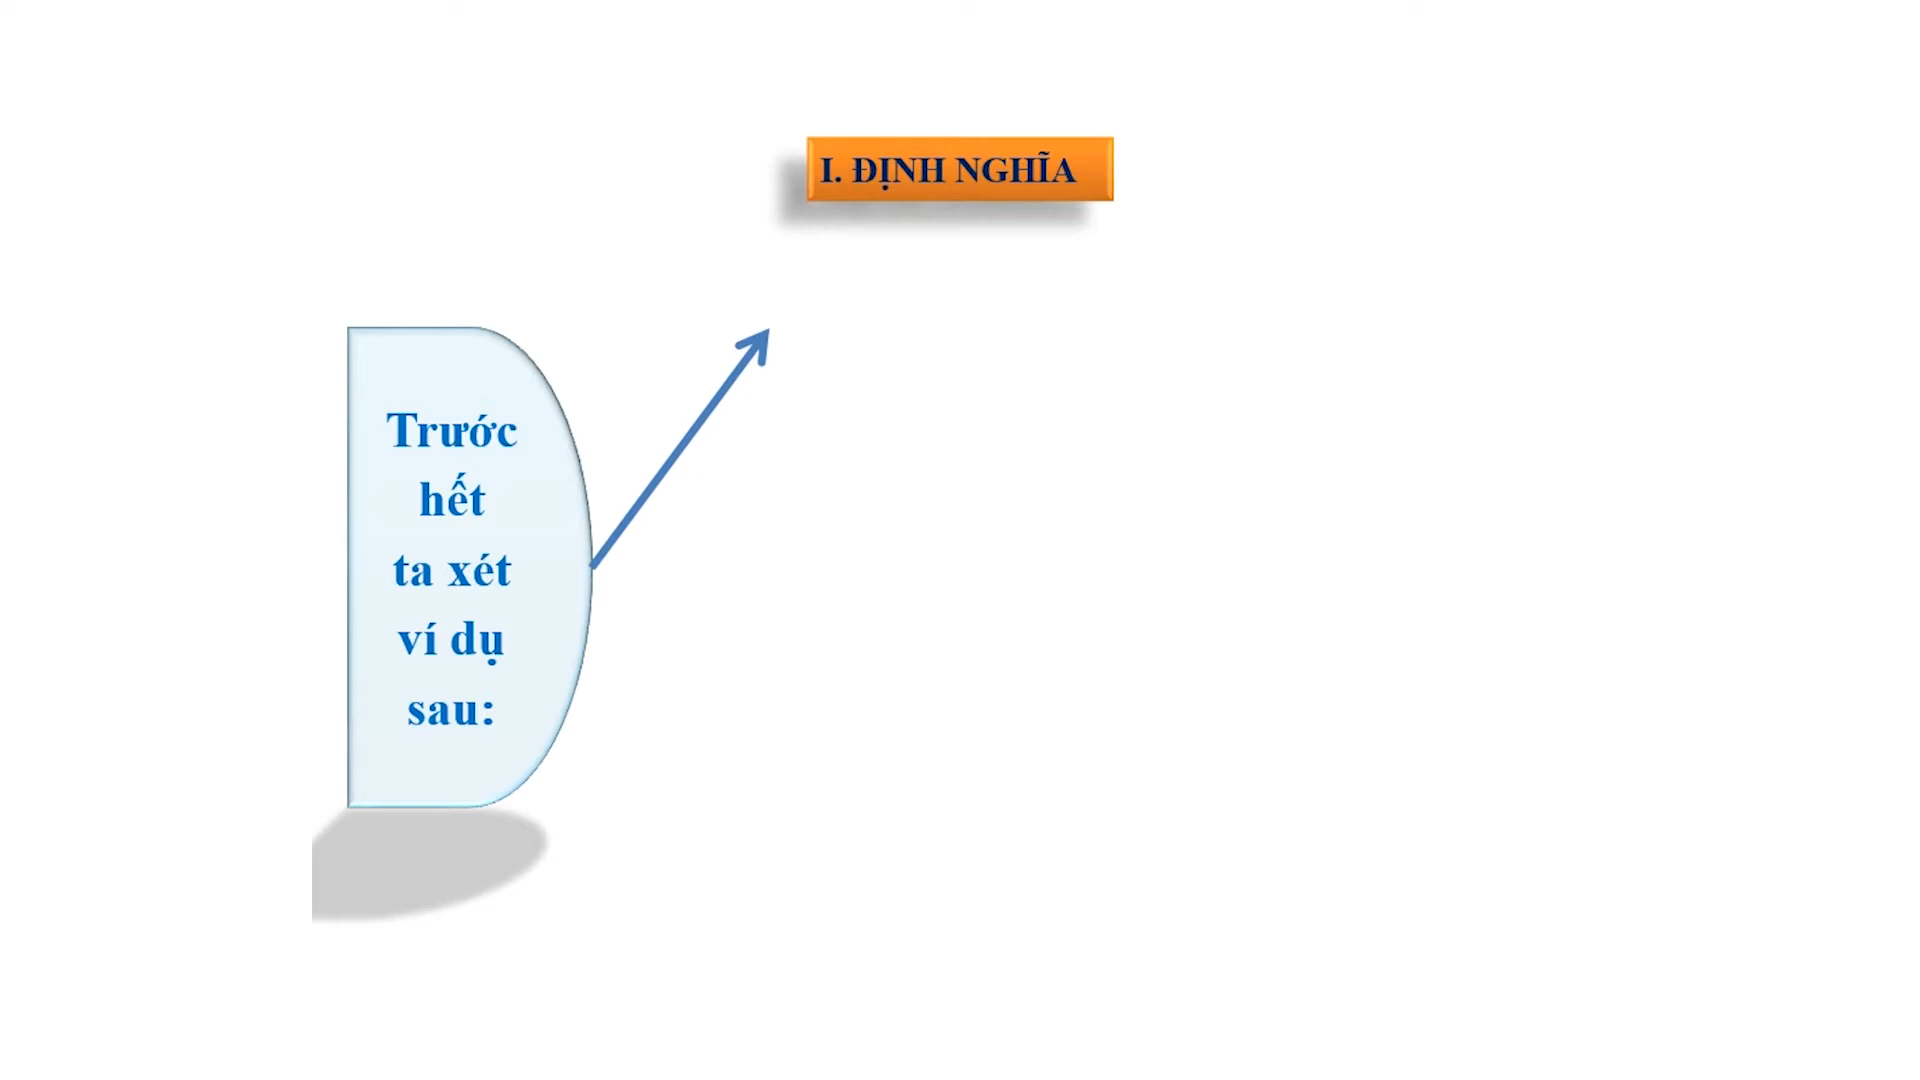 I. ĐỊNH NGHĨA
Trước
hết
ta xét
ví dụ
sau: